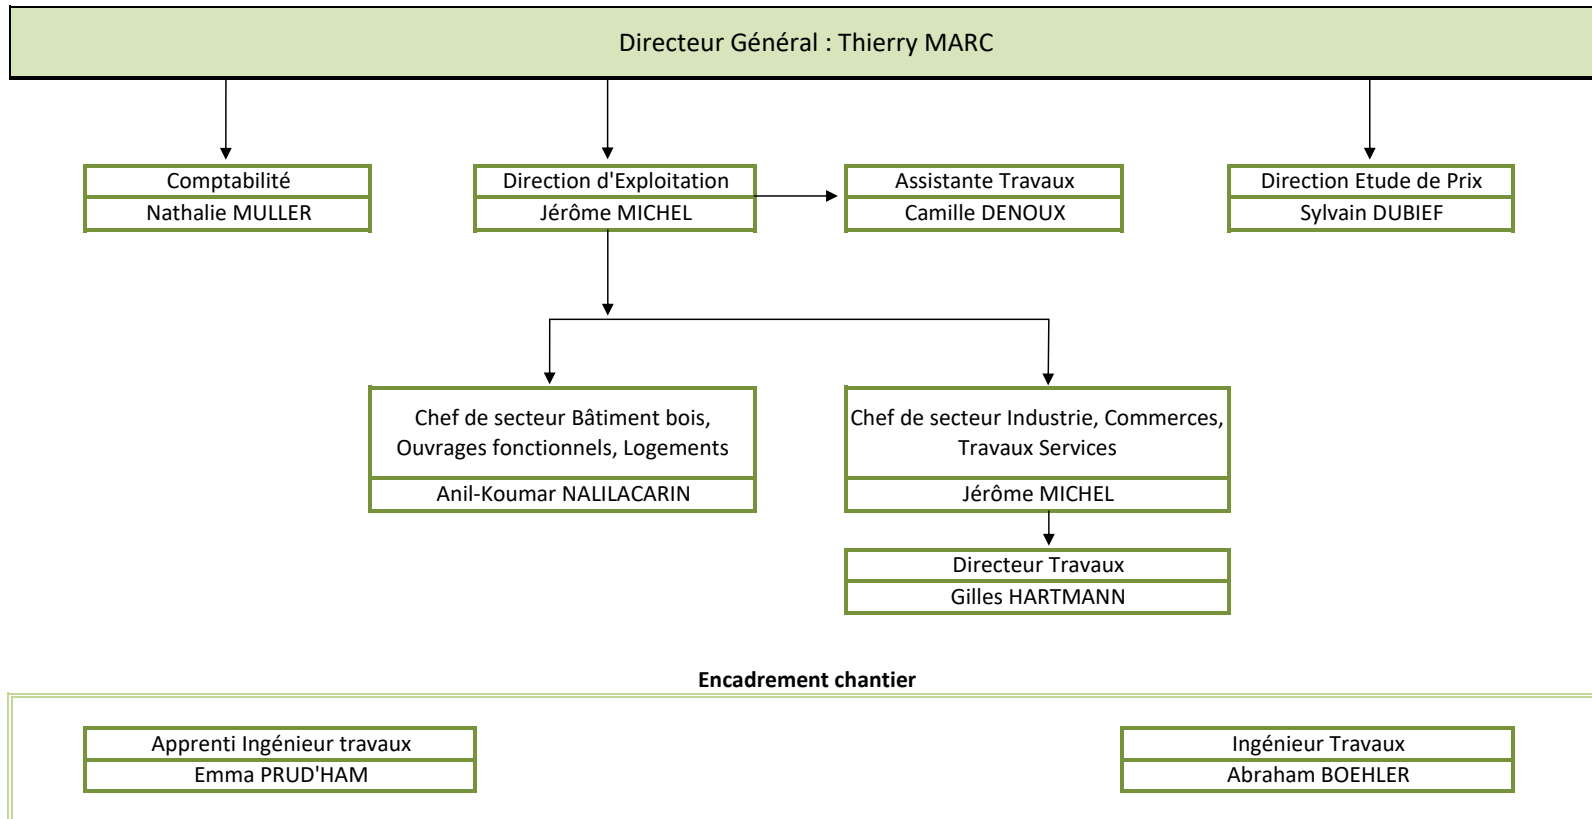 Directeur Général : Thierry MARC
Comptabilité
Nathalie MULLER
Direction d'Exploitation
Jérôme MICHEL
Assistante Travaux
Camille DENOUX
Direction Etude de Prix
Sylvain DUBIEF
Chef de secteur Bâtiment bois,
Ouvrages fonctionnels, Logements
Anil-Koumar NALILACARIN
Chef de secteur Industrie, Commerces,
Travaux Services
Jérôme MICHEL
Directeur Travaux
Gilles HARTMANN
Encadrement chantier
Apprenti Ingénieur travaux
Emma PRUD'HAM
Ingénieur Travaux
Abraham BOEHLER